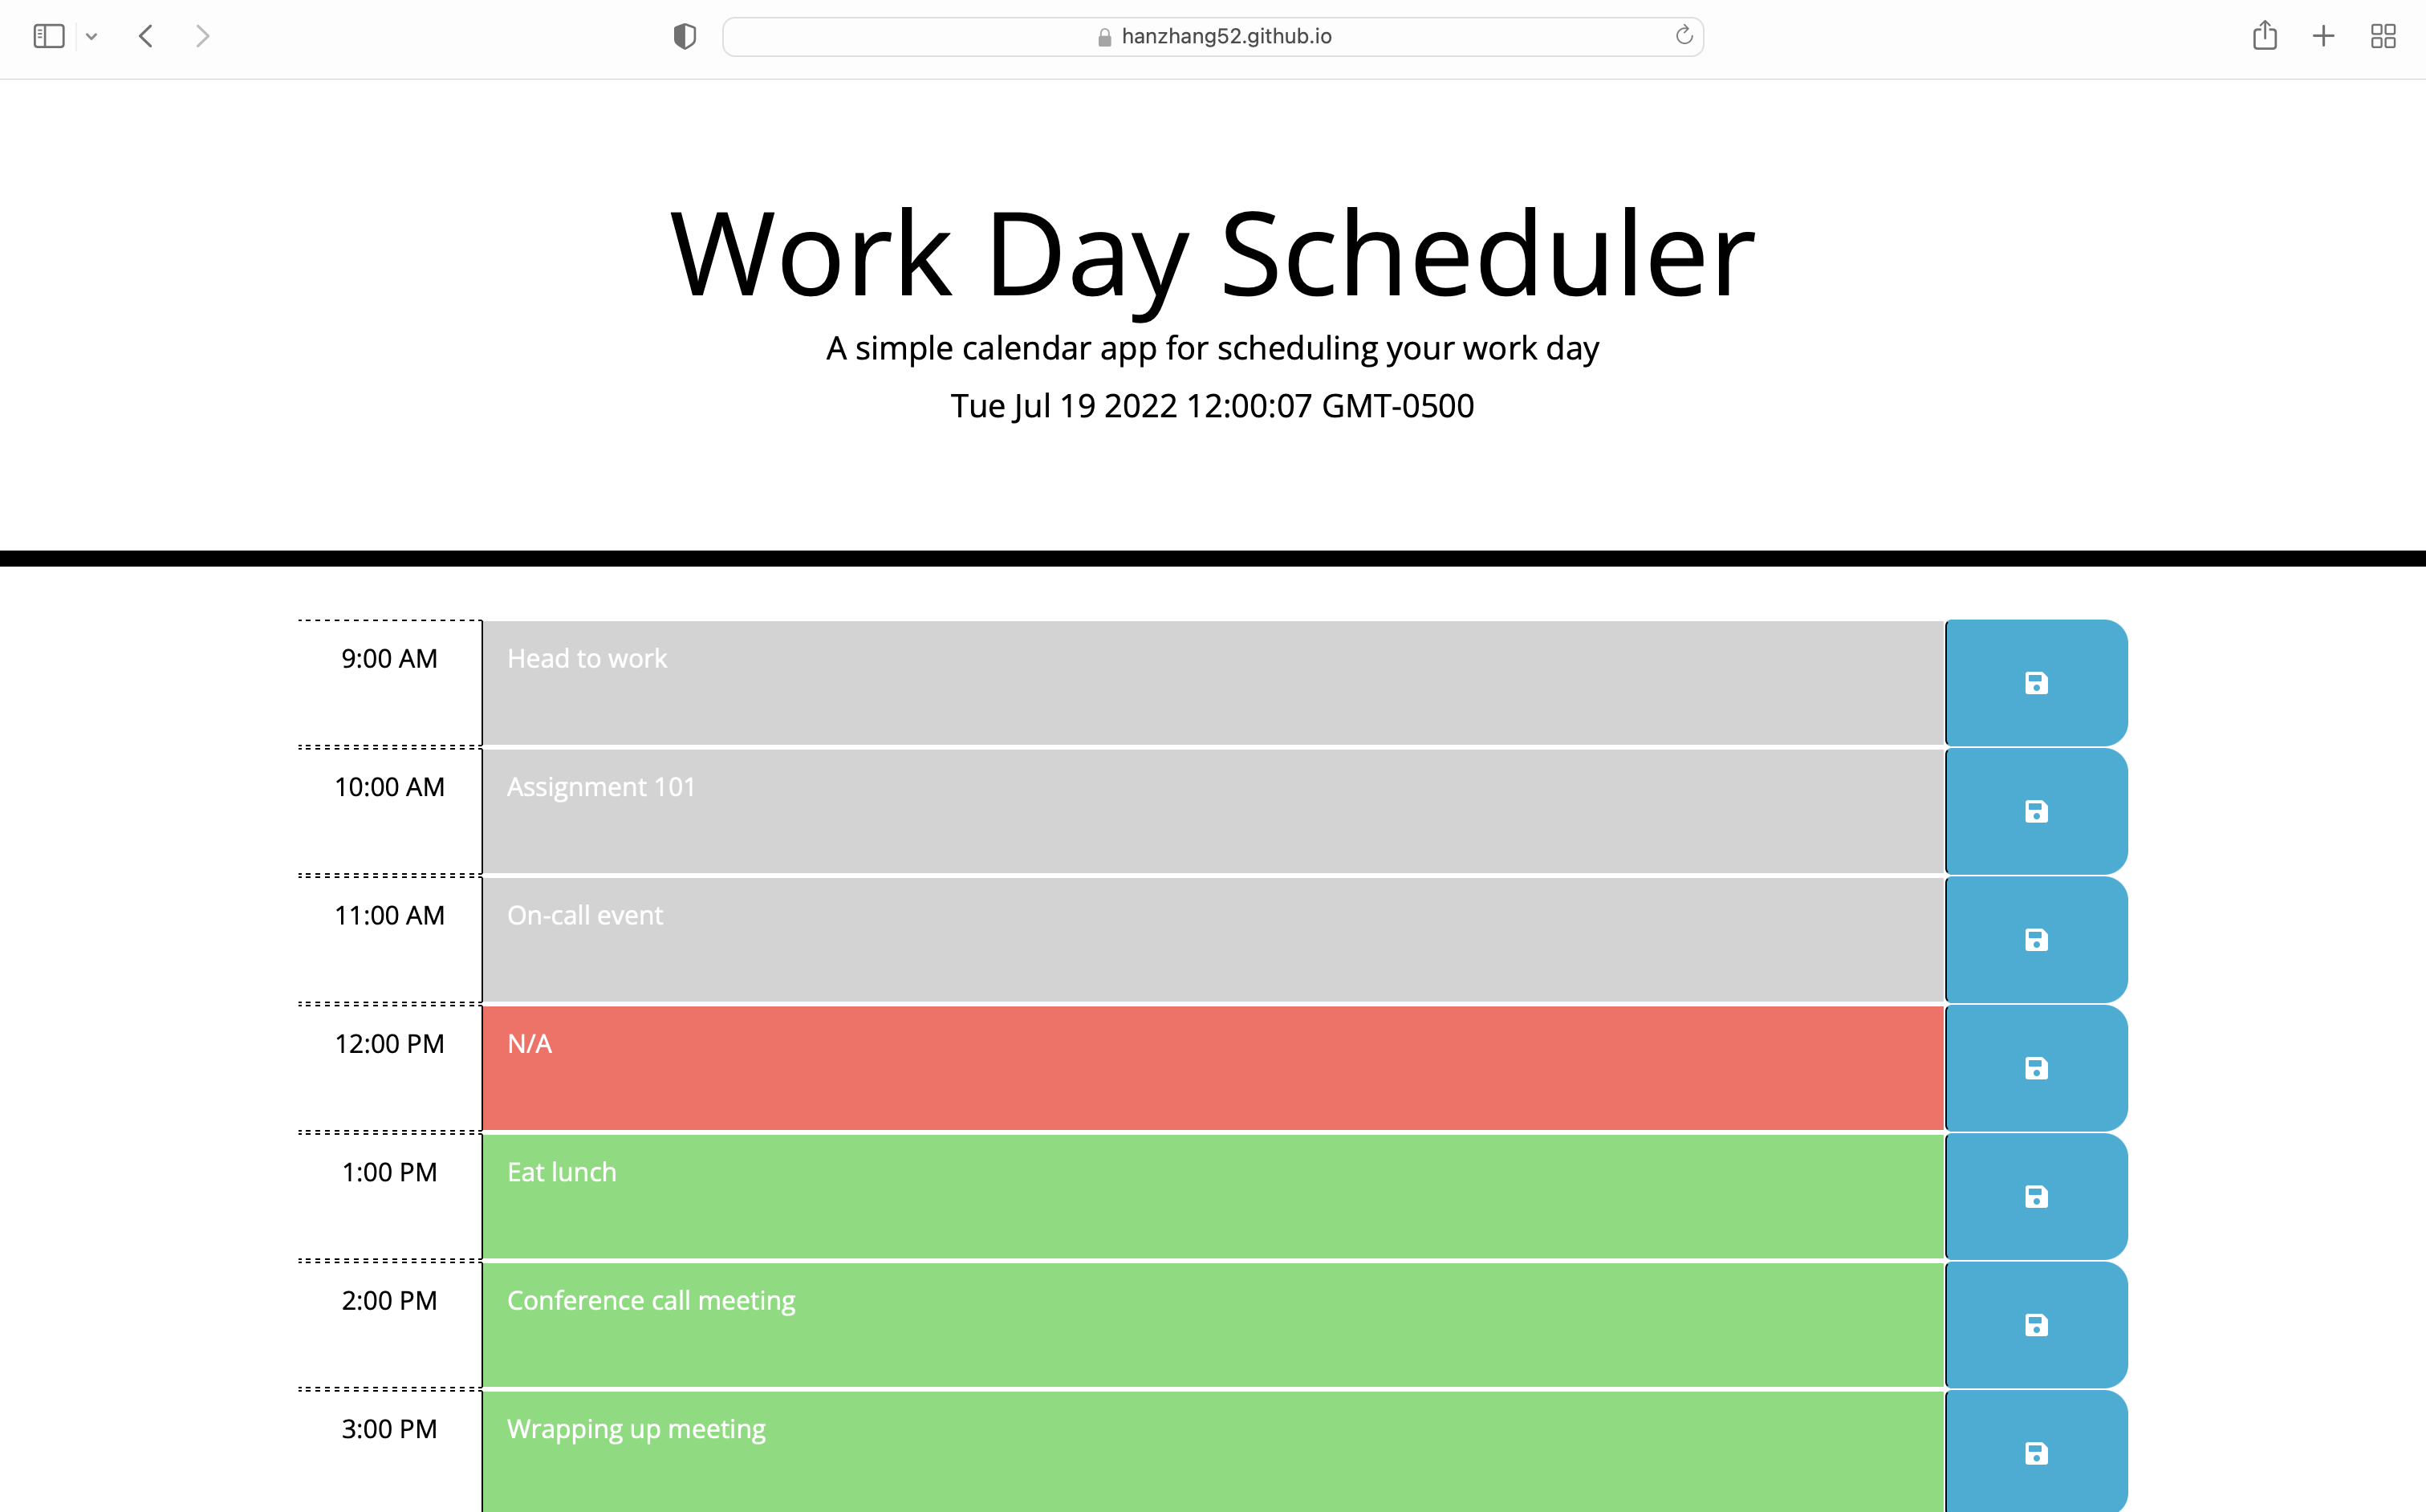 hanzhang52.github.io
Work Day Scheduler
A simple calendar app for scheduling your work day
Tue Jul 19 2022 12:00:07 GMT-0500
9:00 AM Head to work
10:00 AM Assignment 101
11:00 AM On-call event
12:00 PM N/A
1:00 PM Eat lunch
2:00 PM Conference call meeting
3:00 PM Wrapping up meeting